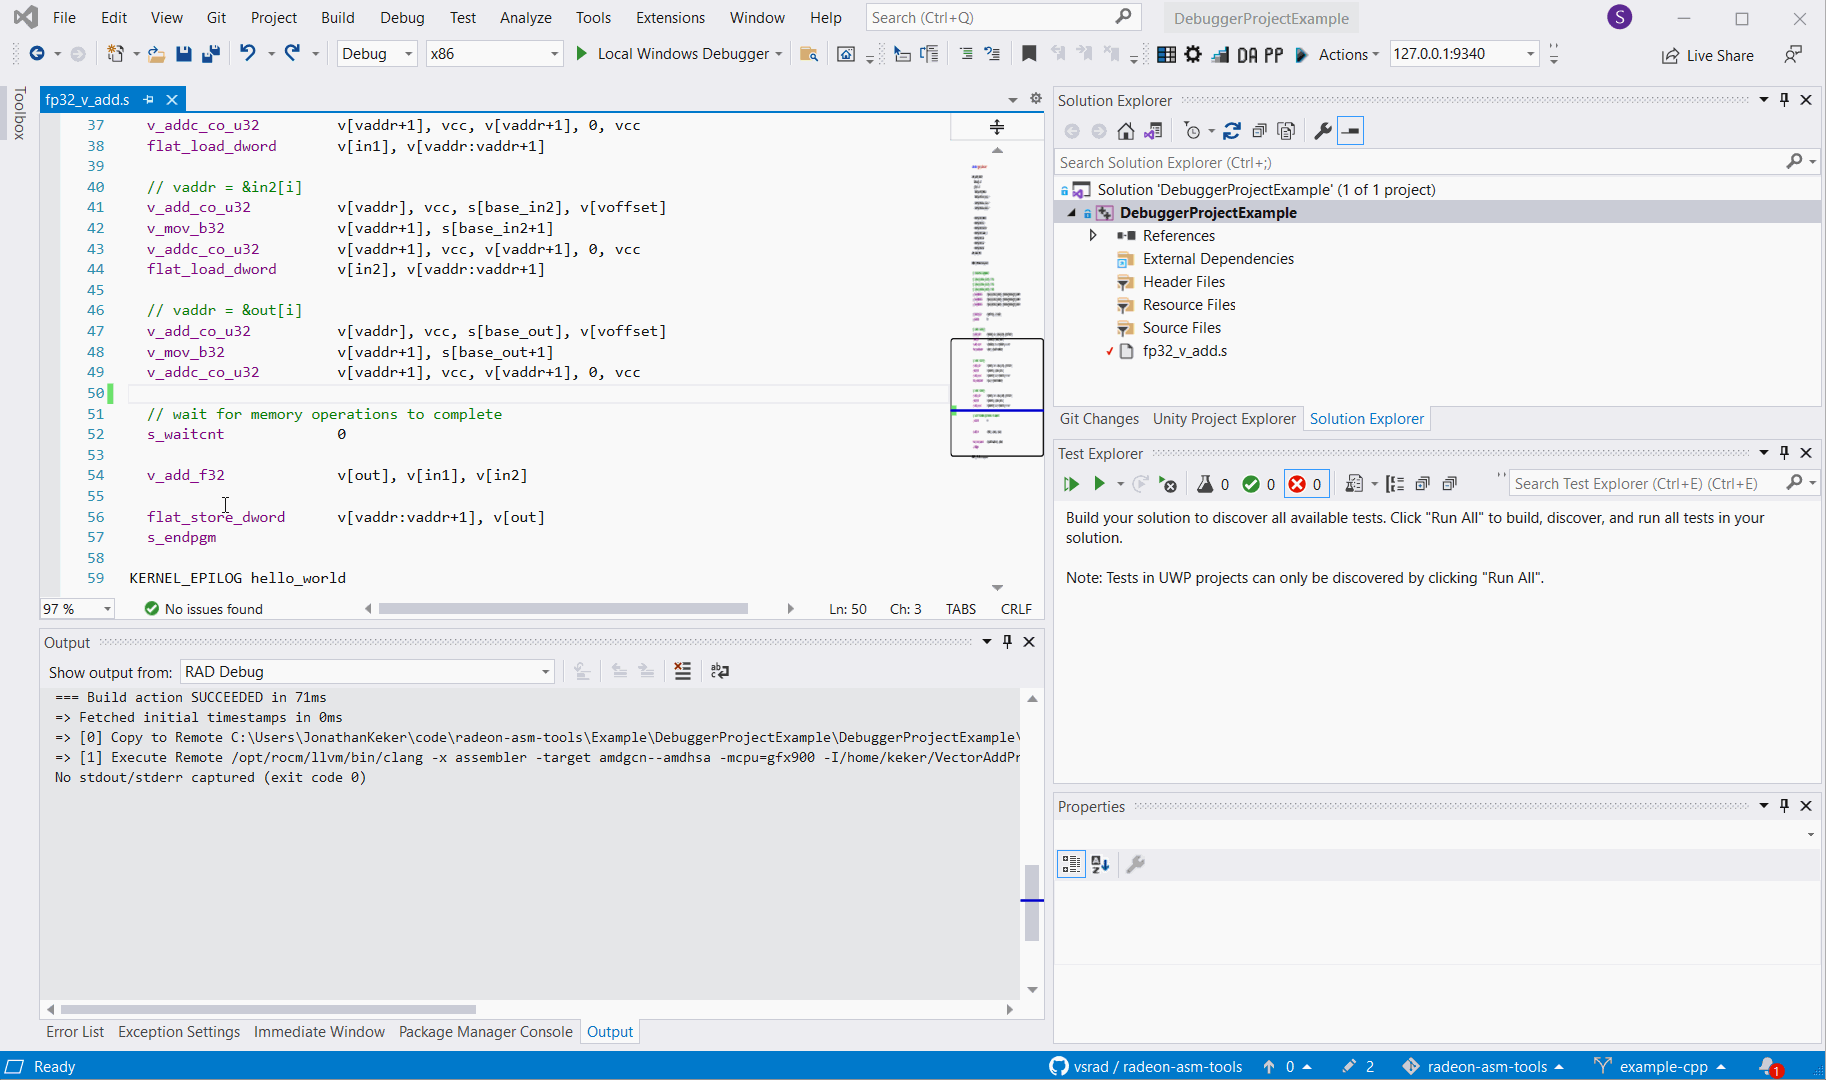 File Edit View Git Project Build Debug Test Analyze Tools Extensions Window Help Search (Ctrl+Q) DebuggerProjectExample S
Debug x86 Local Windows Debugger DA PP Actions 127.0.0.1:9340 Live Share
Toolbox
fp32_v_add.s
37 v_addc_co_u32 v[vaddr+1], vcc, v[vaddr+1], 0, vcc
38 flat_load_dword v[in1], v[vaddr:vaddr+1]
39
40 // vaddr = &in2[i]
41 v_add_co_u32 v[vaddr], vcc, s[base_in2], v[voffset]
42 v_mov_b32 v[vaddr+1], s[base_in2+1]
43 v_addc_co_u32 v[vaddr+1], vcc, v[vaddr+1], 0, vcc
44 flat_load_dword v[in2], v[vaddr:vaddr+1]
45
46 // vaddr = &out[i]
47 v_add_co_u32 v[vaddr], vcc, s[base_out], v[voffset]
48 v_mov_b32 v[vaddr+1], s[base_out+1]
49 v_addc_co_u32 v[vaddr+1], vcc, v[vaddr+1], 0, vcc
50
51 // wait for memory operations to complete
52 s_waitcnt 0
53
54 v_add_f32 v[out], v[in1], v[in2]
55
56 flat_store_dword v[vaddr:vaddr+1], v[out]
57 s_endpgm
58
59 KERNEL_EPILOG hello_world
97 % No issues found Ln: 50 Ch: 3 TABS CRLF
Output
Show output from: RAD Debug
=== Build action SUCCEEDED in 71ms
=> Fetched initial timestamps in 0ms
=> [0] Copy to Remote C:\Users\JonathanKeker\code\radeon-asm-tools\Example\DebuggerProjectExample\DebuggerProjectExample\
=> [1] Execute Remote /opt/rocm/llvm/bin/clang -x assembler -target amdgcn--amdhsa -mcpu=gfx900 -I/home/keker/VectorAddPr
No stdout/stderr captured (exit code 0)
Error List Exception Settings Immediate Window Package Manager Console Output
Solution Explorer
Search Solution Explorer (Ctrl+;)
Solution 'DebuggerProjectExample' (1 of 1 project)
DebuggerProjectExample
References
External Dependencies
Header Files
Resource Files
Source Files
fp32_v_add.s
Git Changes Unity Project Explorer Solution Explorer
Test Explorer
0 0 0 Search Test Explorer (Ctrl+E) (Ctrl+E)
Build your solution to discover all available tests. Click "Run All" to build, discover, and run all tests in your
solution.
Note: Tests in UWP projects can only be discovered by clicking "Run All".
Properties
Ready vsrad / radeon-asm-tools 0 2 radeon-asm-tools example-cpp 1